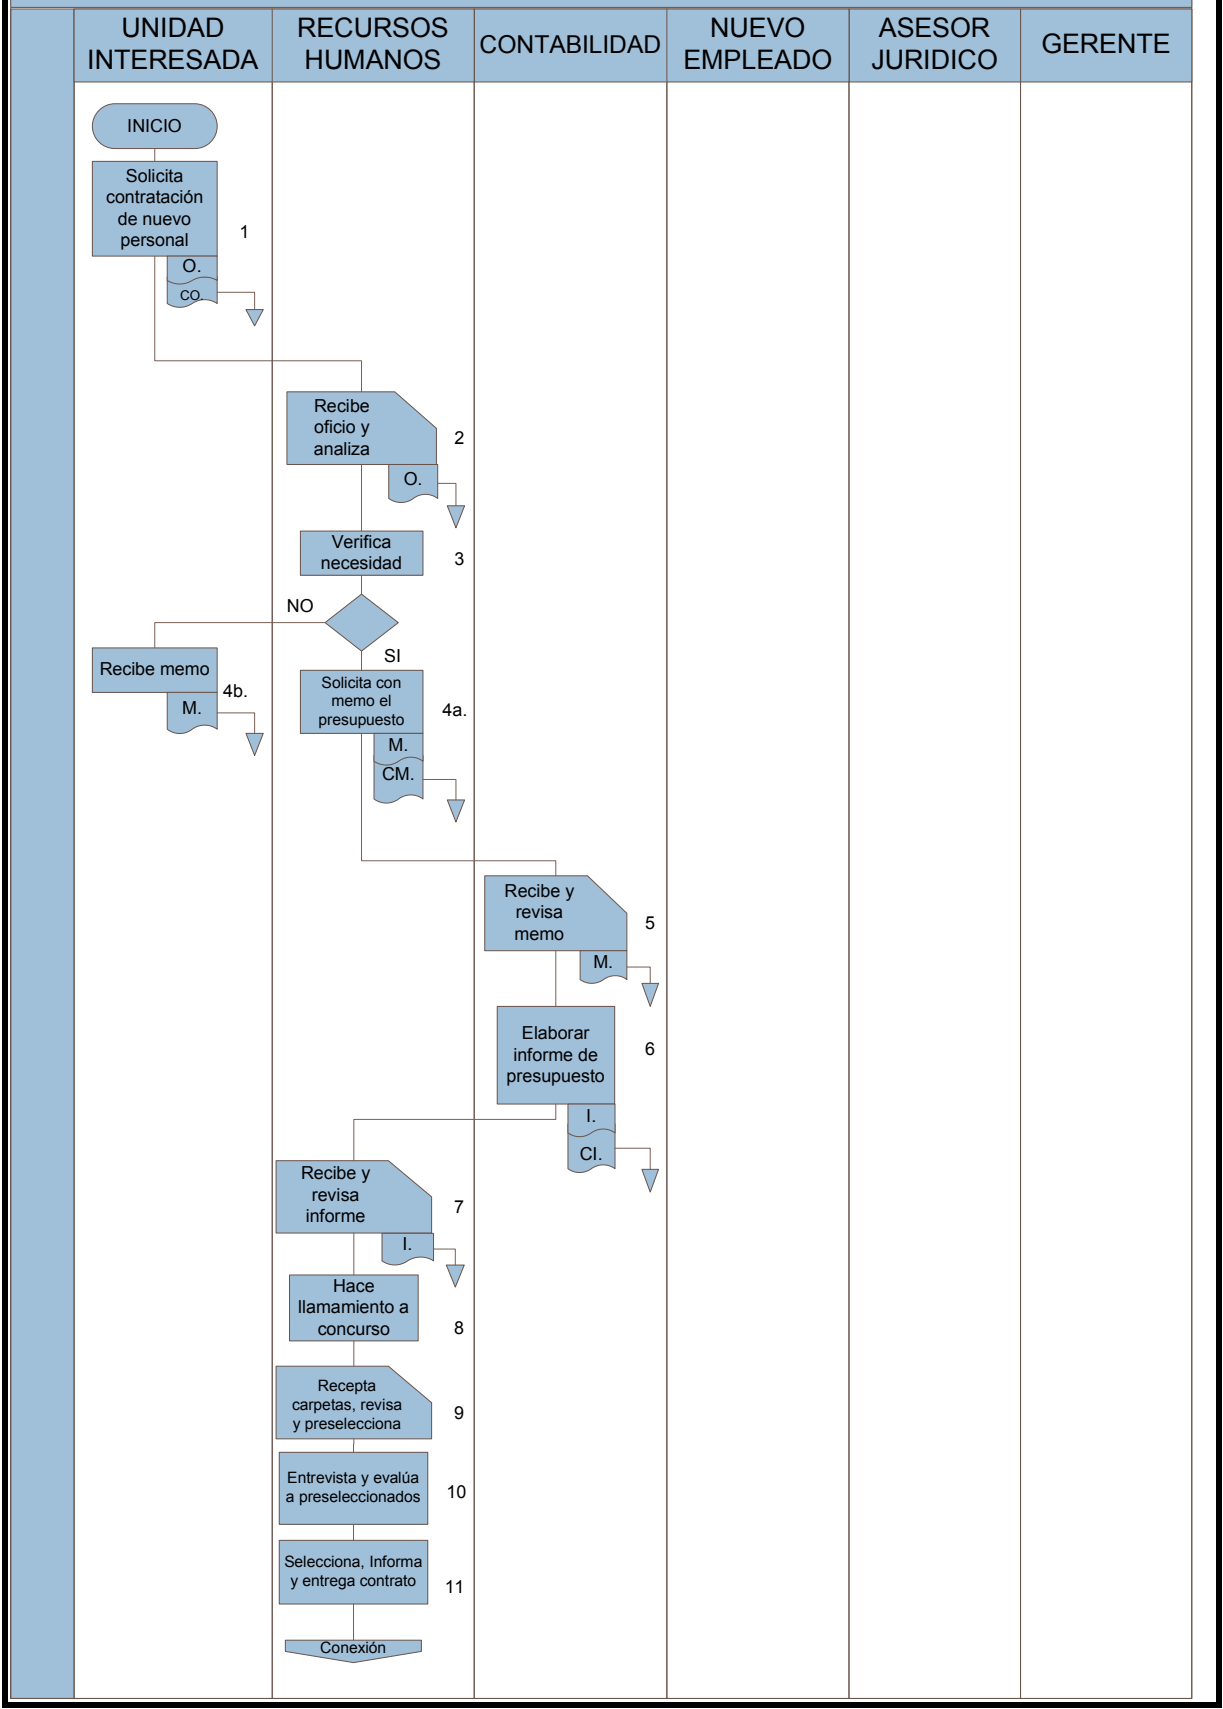 UNIDAD
INTERESADA
RECURSOS
HUMANOS
CONTABILIDAD
NUEVO
EMPLEADO
ASESOR
JURIDICO
GERENTE
INICIO
Solicita
contratación
de nuevo
personal
1
O.
CO.
Recibe
oficio y
analiza
2
O.
Verifica
necesidad
3
NO
SI
Recibe memo
4b.
M.
Solicita con
memo el
presupuesto
4a.
M.
CM.
Recibe y
revisa
memo
5
M.
Elaborar
informe de
presupuesto
6
I.
CI.
Recibe y
revisa
informe
7
I.
Hace
llamamiento a
concurso
8
Recepta
carpetas, revisa
y preselecciona
9
Entrevista y evalúa
a preseleccionados
10
Selecciona, Informa
y entrega contrato
11
Conexión